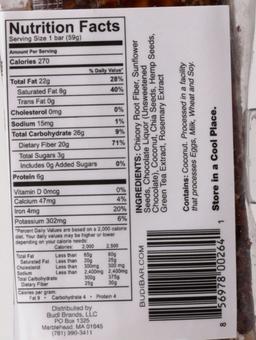 Nutrition Facts
Serving Size 1 bar (59g)
Amount Per Serving
Calories 270
% Daily Value*
Total Fat 22g 28%
Saturated Fat 8g 40%
Trans Fat 0g
Cholesterol 0mg 0%
Sodium 15mg 1%
Total Carbohydrate 26g 9%
Dietary Fiber 20g 71%
Total Sugars 3g
Includes 0g Added Sugars 0%
Protein 6g
Vitamin D 0mcg 0%
Calcium 47mg 4%
Iron 4mg 20%
Potassium 302mg 6%
*Percent Daily Values are based on a 2,000 calorie
diet. Your daily values may be higher or lower
depending on your calorie needs:
Calories: 2,000 2,500
Total Fat Less than 65g 80g
Saturated Fat Less than 20g 25g
Cholesterol Less than 300mg 300 mg
Sodium Less than 2,400mg 2,400mg
Total Carbohydrate 300g 375g
Dietary Fiber 25g 30g
Calories per gram:
Fat 9 • Carbohydrate 4 • Protein 4
Distributed by
Budi Brands, LLC
PO Box 1325
Marblehead, MA 01945
(781) 990-3411
INGREDIENTS: Chicory Root Fiber, Sunflower
Seeds, Chocolate Liquor (Unsweetened
Chocolate), Coconut, Chia Seeds, Hemp Seeds,
Green Tea Extract, Rosemary Extract
Contains: Coconut. Processed in a facility
that processes Eggs, Milk, Wheat and Soy.
Store in a Cool Place.
BUDIBAR.COM
8 56978 00264 1